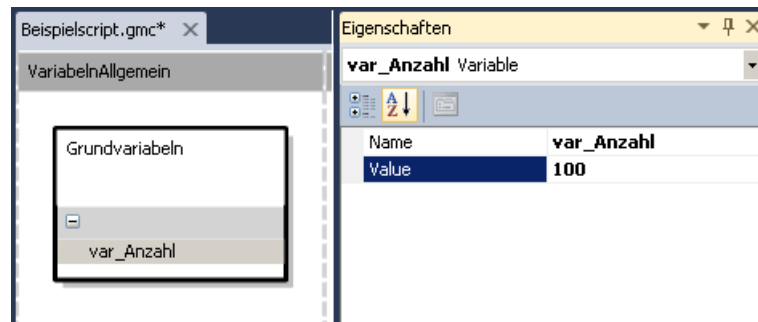 Beispielscript.gmc*
VariabelnAllgemein
Grundvariabeln
var_Anzahl
Eigenschaften
var_Anzahl Variable
Name var_Anzahl
Value 100